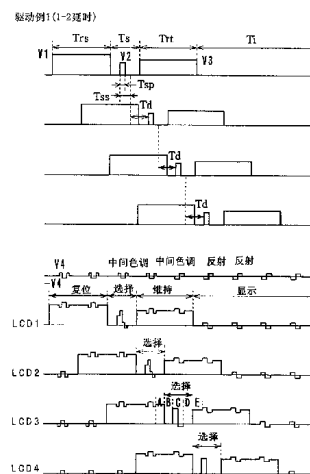 驱动例1(1-2延时)
Trs Ts Trt Ti
V1 V2 V3
Tsp
Tss Td
Td
Td
V4 中间色调 中间色调 反射 反射
-V4
复位 选择 维持 显示
LCD1
选择
LCD2
选择
A B C D E
LCD3
选择
LCD4